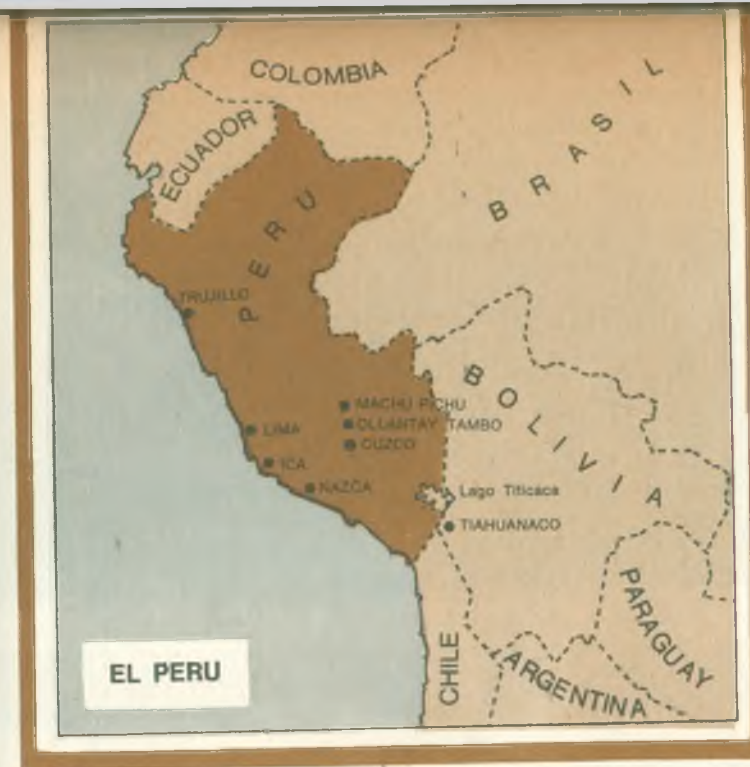 COLOMBIA
ECUADOR
BRASIL
PERU
TRUJILLO
BOLIVIA
MACHU PICHU
OLLANTAY TAMBO
LIMA
CUZCO
ICA
NAZCA
Lago Titicaca
TIAHUANACO
PARAGUAY
EL PERU
CHILE
ARGENTINA